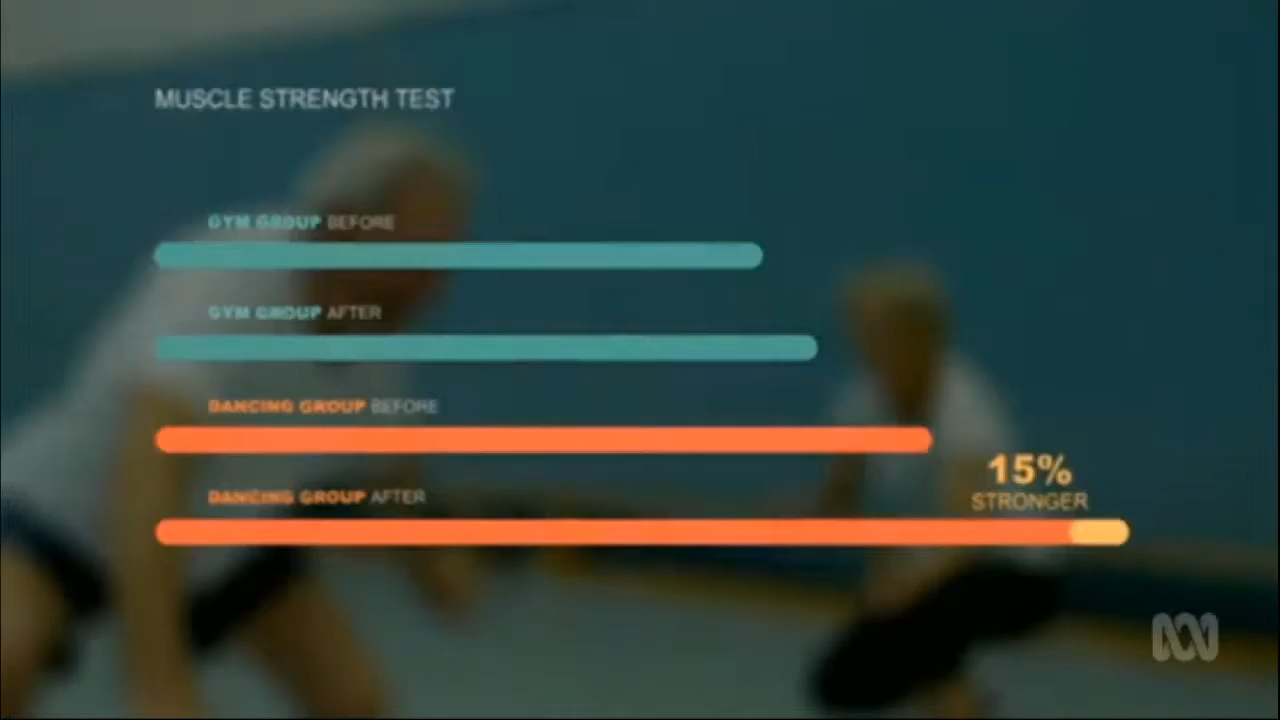 MUSCLE STRENGTH TEST
GYM GROUP BEFORE
GYM GROUP AFTER
DANCING GROUP BEFORE
15%
STRONGER
DANCING GROUP AFTER